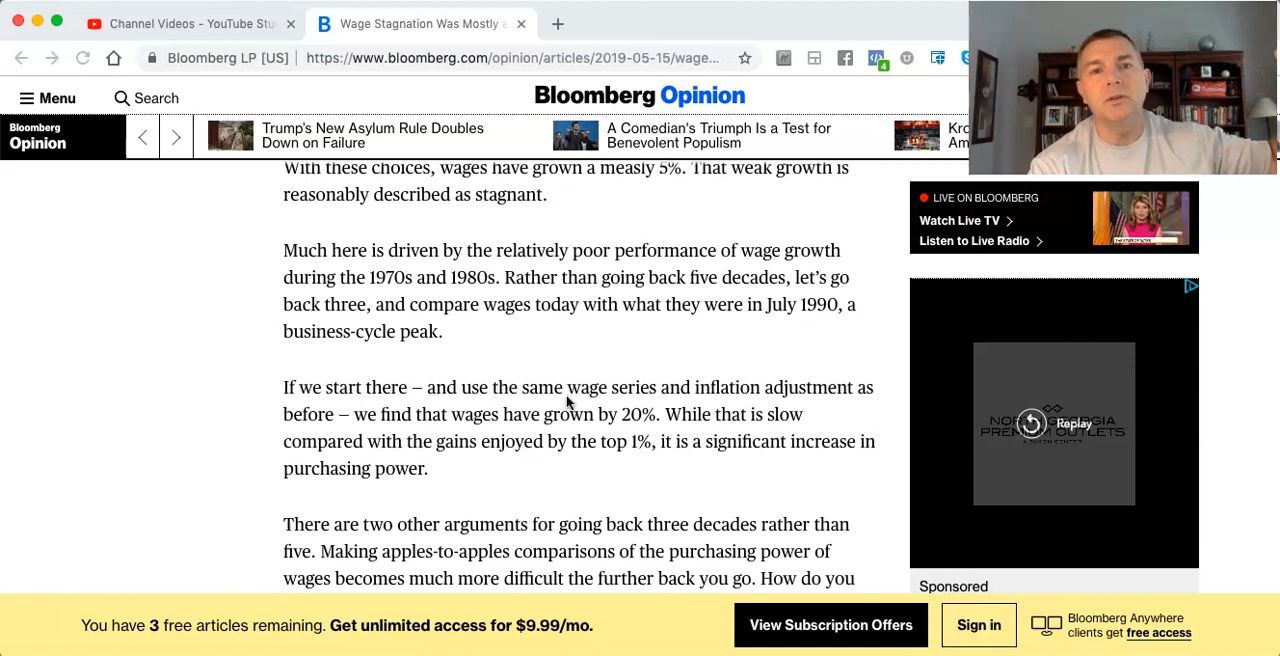 Channel Videos - YouTube Stu
Wage Stagnation Was Mostly a
Bloomberg LP [US]
https://www.bloomberg.com/opinion/articles/2019-05-15/wage...
4
Menu
Search
Bloomberg Opinion
Bloomberg
Opinion
Trump's New Asylum Rule Doubles
Down on Failure
A Comedian's Triumph Is a Test for
Benevolent Populism
Kro
Am
With these choices, wages have grown a measly 5%. That weak growth is
reasonably described as stagnant.
Much here is driven by the relatively poor performance of wage growth
during the 1970s and 1980s. Rather than going back five decades, let’s go
back three, and compare wages today with what they were in July 1990, a
business-cycle peak.
If we start there – and use the same wage series and inflation adjustment as
before – we find that wages have grown by 20%. While that is slow
compared with the gains enjoyed by the top 1%, it is a significant increase in
purchasing power.
There are two other arguments for going back three decades rather than
five. Making apples-to-apples comparisons of the purchasing power of
wages becomes much more difficult the further back you go. How do you
LIVE ON BLOOMBERG
Watch Live TV
Listen to Live Radio
Replay
PREMIUM OUTLETS
Sponsored
You have 3 free articles remaining. Get unlimited access for $9.99/mo.
View Subscription Offers
Sign in
Bloomberg Anywhere
clients get free access